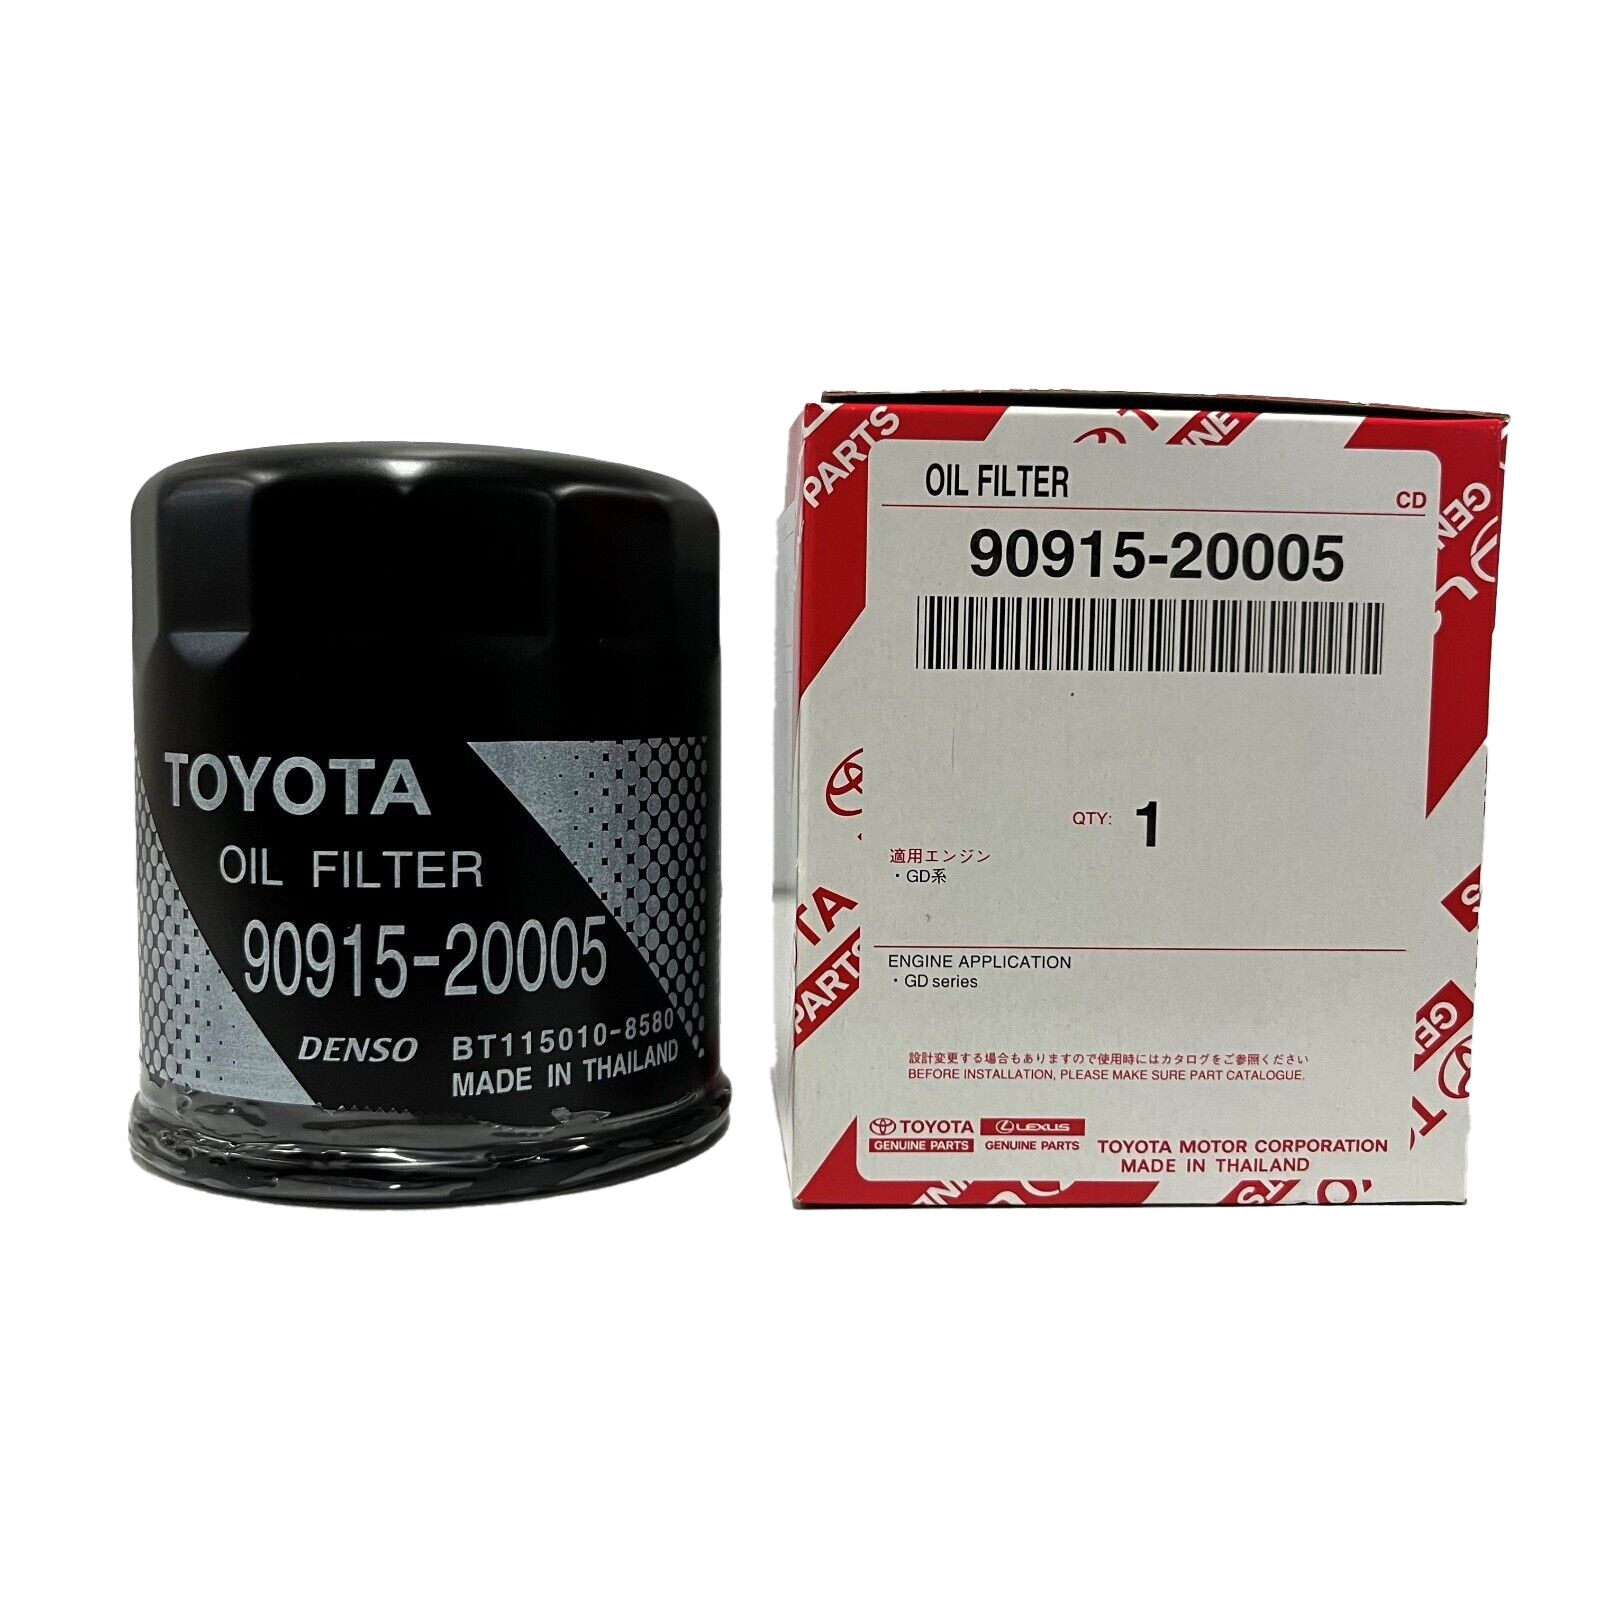 TOYOTA
OIL FILTER
90915-20005
DENSO
BT115010-8580
MADE IN THAILAND
PARTS
INE
GENU
OIL FILTER
CD
90915-20005
QTY: 1
適用エンジン
・GD系
ENGINE APPLICATION
・GD series
設計変更する場合もありますので使用時にはカタログをご参照ください
BEFORE INSTALLATION, PLEASE MAKE SURE PART CATALOGUE.
TOYOTA
GENUINE PARTS
LEXUS
GENUINE PARTS
TOYOTA MOTOR CORPORATION
MADE IN THAILAND
TA
PARTS